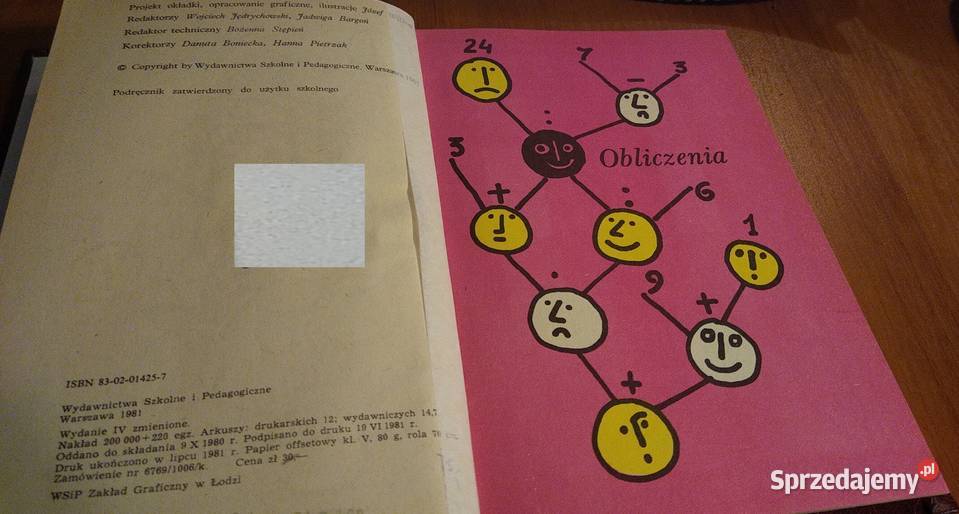 Projekt okładki, opracowanie graficzne, ilustracje Józef
Redaktorzy Wojciech Jędrychowski, Jadwiga Bargoń
Redaktor techniczny Bożenna Stępień
Korektorzy Danuta Boniecka, Hanna Pietrzak
© Copyright by Wydawnictwa Szkolne i Pedagogiczne, Warszawa
Podręcznik zatwierdzony do użytku szkolnego
ISBN 83-02-01425-7
Wydawnictwa Szkolne i Pedagogiczne
Warszawa 1981
Wydanie IV zmienione.
Nakład 200 000+220 egz. Arkuszy: drukarskich 12; wydawniczych 14,7
Oddano do składania 9 X 1980 r. Podpisano do druku 19 VI 1981 r.
Druk ukończono w lipcu 1981 r. Papier offsetowy kl. V, 80 g, rola
Zamówienie nr 6769/1006/k. Cena zł 30,—
WSiP Zakład Graficzny w Łodzi
24
7
3
–
:
Obliczenia
3
+
:
6
1
·
9
+
+
Sprzedajemy.pl